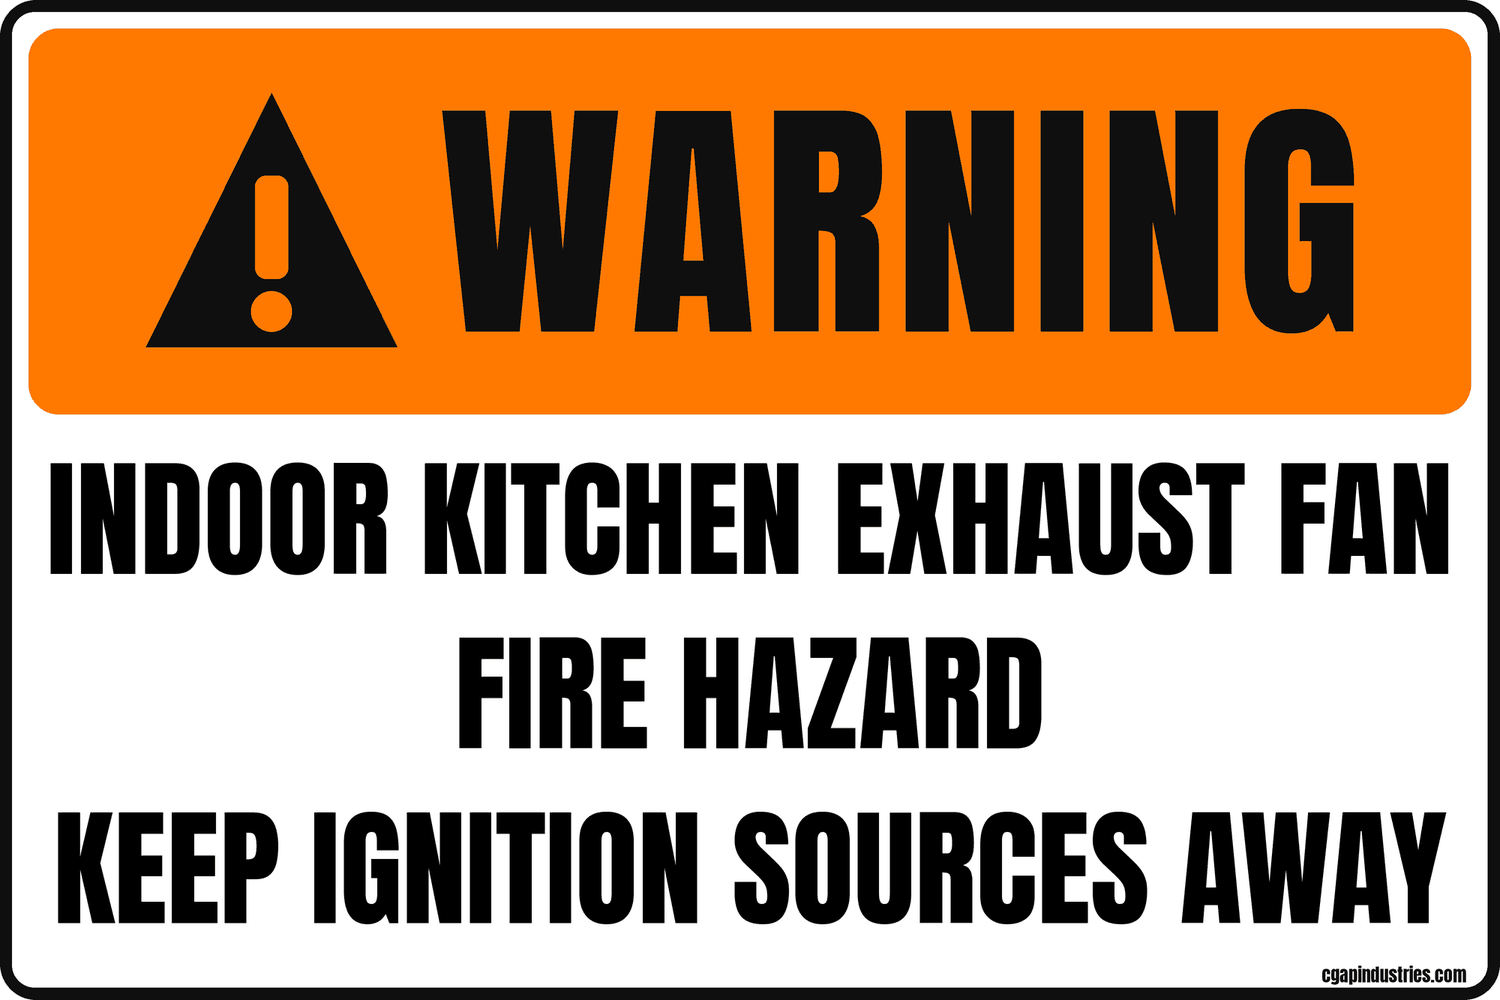 WARNING
INDOOR KITCHEN EXHAUST FAN
FIRE HAZARD
KEEP IGNITION SOURCES AWAY
cgapindustries.com